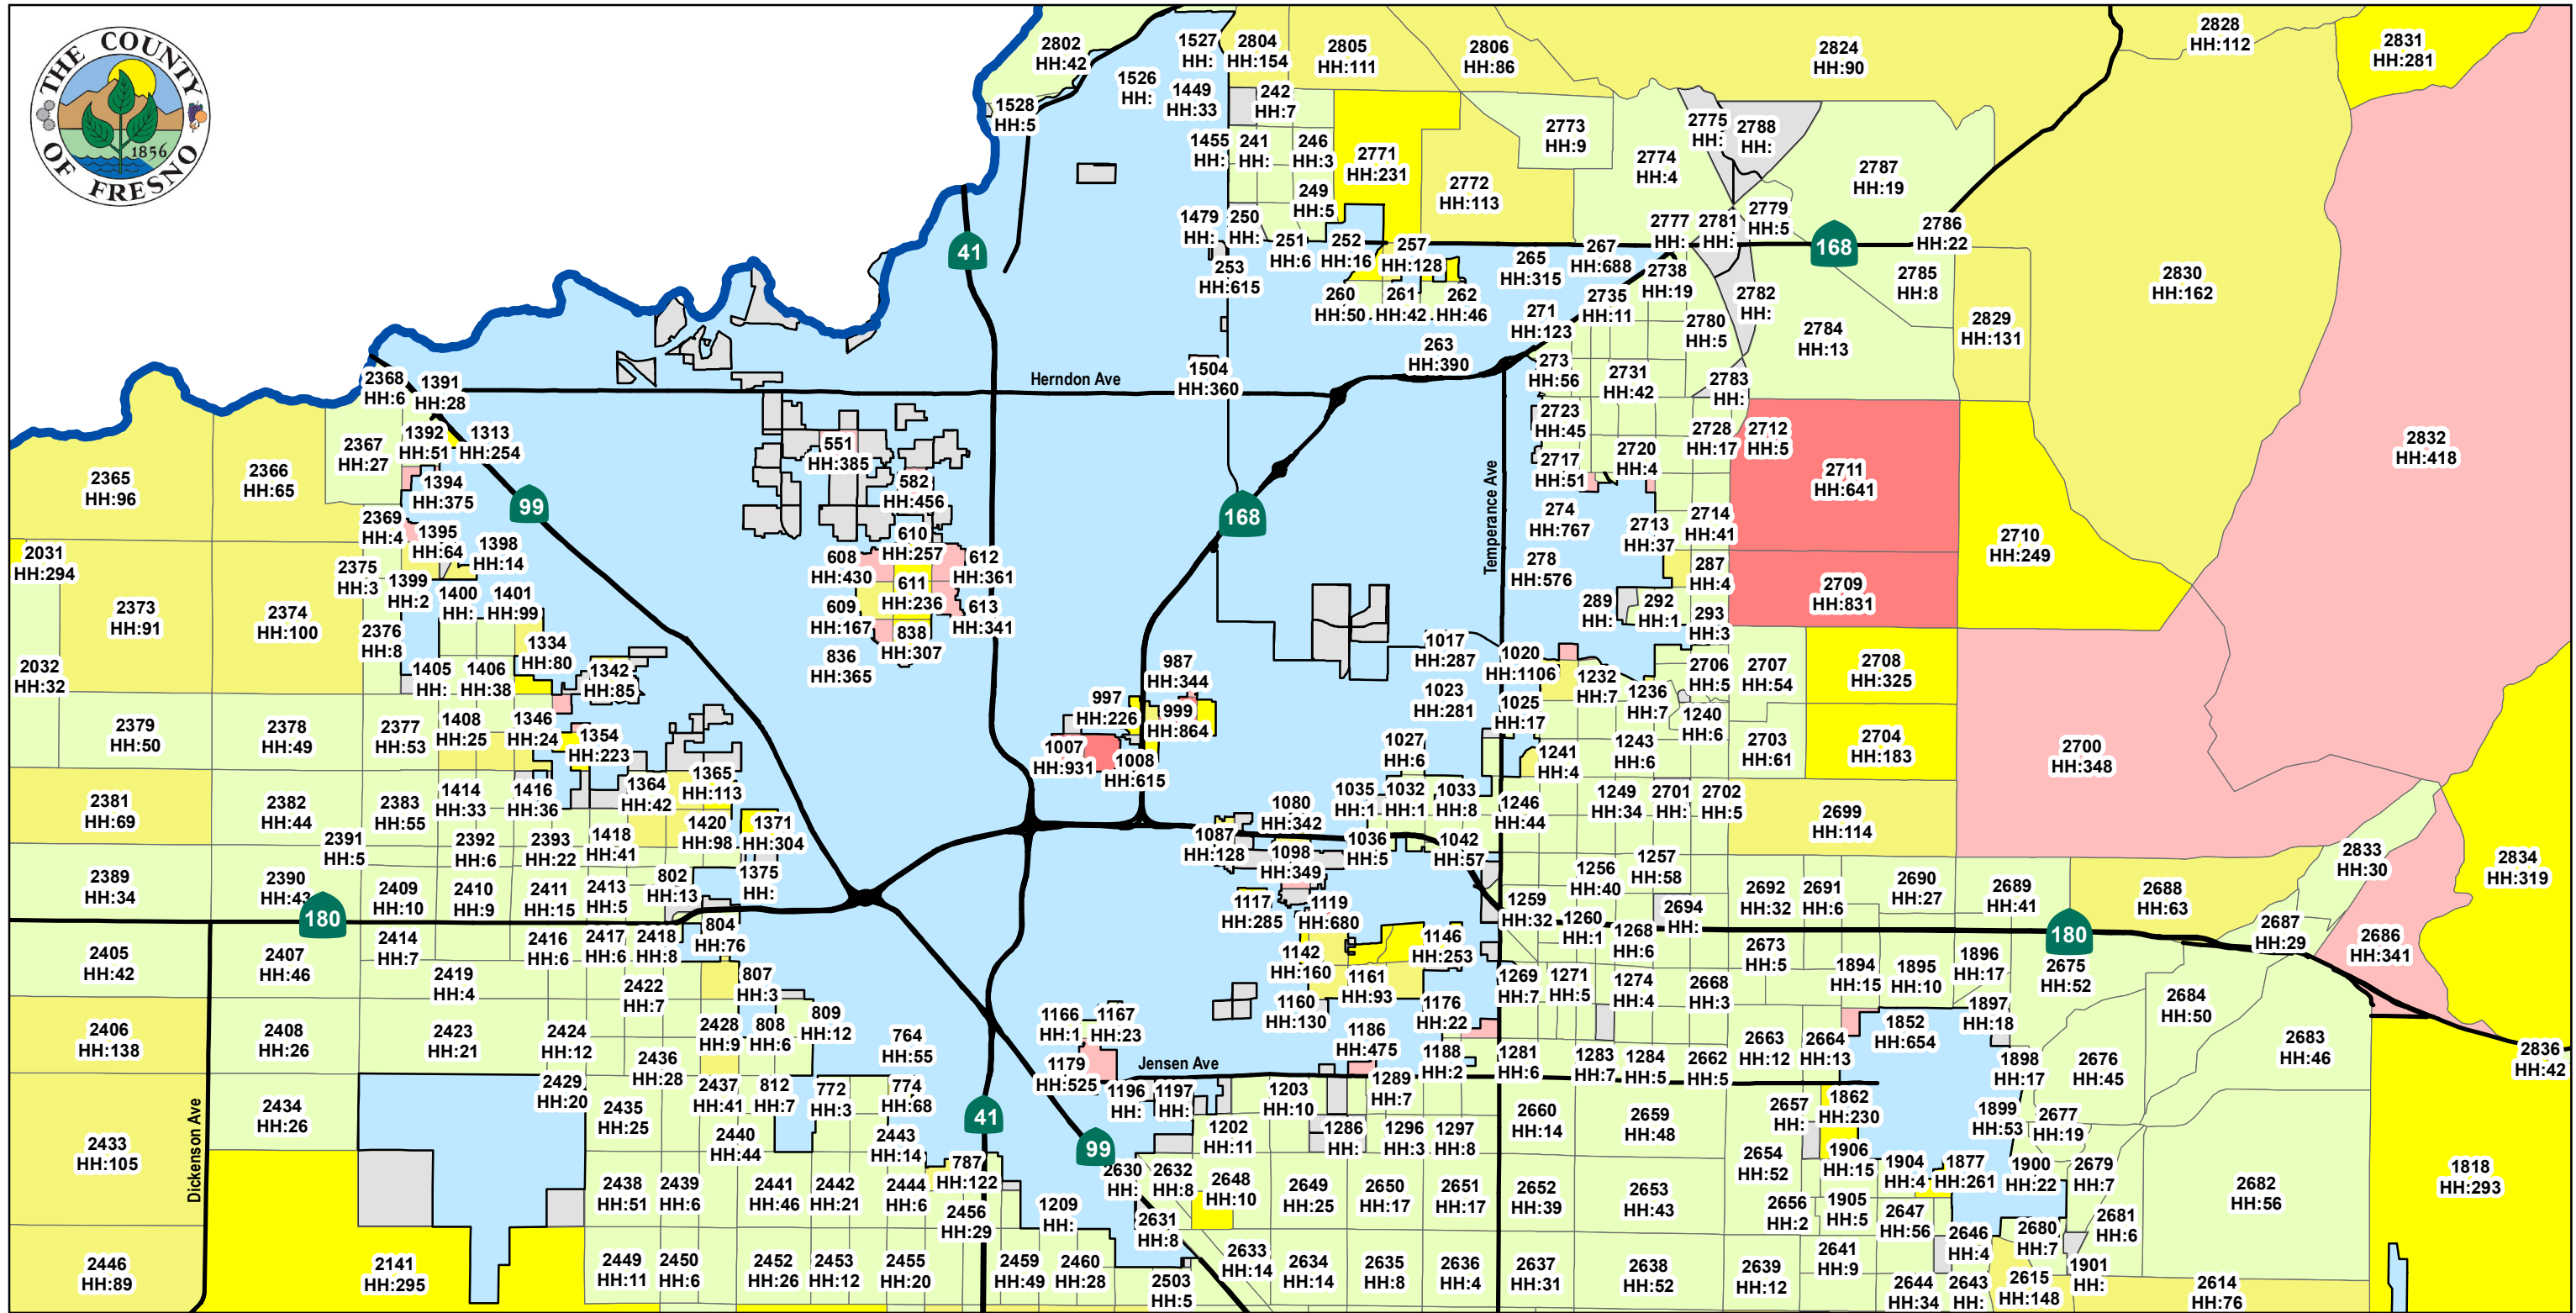 THE COUNTY
OF FRESNO
1856
2802
HH:42
1527
HH:
2804
HH:154
2805
HH:111
2806
HH:86
2824
HH:90
2828
HH:112
2831
HH:281
1526
HH:
1449
HH:33
242
HH:7
1528
HH:5
1455
HH:
241
HH:
246
HH:3
2771
HH:231
2773
HH:9
2774
HH:4
2775
HH:
2788
HH:
2787
HH:19
249
HH:5
2772
HH:113
1479
HH:
250
HH:
251
HH:6
252
HH:16
257
HH:128
265
HH:315
267
HH:688
2777
HH:
2781
HH:
2779
HH:5
168
2786
HH:22
41
253
HH:615
260
HH:50
261
HH:42
262
HH:46
271
HH:123
2735
HH:11
2738
HH:19
2782
HH:
2785
HH:8
2830
HH:162
2780
HH:5
2784
HH:13
2829
HH:131
263
HH:390
273
HH:56
2731
HH:42
2783
HH:
2368
HH:6
1391
HH:28
Herndon Ave
1504
HH:360
2723
HH:45
2728
HH:17
2712
HH:5
2832
HH:418
2367
HH:27
1392
HH:51
1313
HH:254
551
HH:385
2717
HH:51
2720
HH:4
2711
HH:641
2365
HH:96
2366
HH:65
1394
HH:375
99
582
HH:456
168
Temperance Ave
274
HH:767
2713
HH:37
2714
HH:41
2710
HH:249
2369
HH:4
1395
HH:64
1398
HH:14
610
HH:257
608
HH:430
612
HH:361
278
HH:576
287
HH:4
2031
HH:294
2375
HH:3
1399
HH:2
1400
HH:
1401
HH:99
611
HH:236
609
HH:167
613
HH:341
289
HH:
292
HH:1
293
HH:3
2709
HH:831
2373
HH:91
2374
HH:100
2376
HH:8
1334
HH:80
838
HH:307
836
HH:365
2032
HH:32
1405
HH:
1406
HH:38
1342
HH:85
987
HH:344
1017
HH:287
1020
HH:1106
1232
HH:7
1236
HH:7
2706
HH:5
2707
HH:54
2708
HH:325
997
HH:226
999
HH:864
1023
HH:281
1025
HH:17
1240
HH:6
2379
HH:50
2378
HH:49
2377
HH:53
1408
HH:25
1346
HH:24
1354
HH:223
1007
HH:931
1008
HH:615
1027
HH:6
1241
HH:4
1243
HH:6
2703
HH:61
2704
HH:183
2700
HH:348
2381
HH:69
2382
HH:44
2383
HH:55
1414
HH:33
1416
HH:36
1364
HH:42
1365
HH:113
1035
HH:1
1032
HH:1
1033
HH:8
1246
HH:44
1249
HH:34
2701
HH:
2702
HH:5
2699
HH:114
1080
HH:342
2391
HH:5
2392
HH:6
2393
HH:22
1418
HH:41
1420
HH:98
1371
HH:304
1087
HH:128
1098
HH:349
1036
HH:5
1042
HH:57
1256
HH:40
1257
HH:58
2833
HH:30
2834
HH:319
2389
HH:34
2390
HH:43
180
2409
HH:10
2410
HH:9
2411
HH:15
2413
HH:5
802
HH:13
1375
HH:
1117
HH:285
1119
HH:680
1259
HH:32
1260
HH:1
2694
HH:
2692
HH:32
2691
HH:6
2690
HH:27
2689
HH:41
2688
HH:63
180
2687
HH:29
2686
HH:341
2405
HH:42
2407
HH:46
2414
HH:7
2416
HH:6
2417
HH:6
2418
HH:8
804
HH:76
1142
HH:160
1146
HH:253
1268
HH:6
2673
HH:5
2419
HH:4
2422
HH:7
807
HH:3
1161
HH:93
1269
HH:7
1271
HH:5
1274
HH:4
2668
HH:3
1894
HH:15
1895
HH:10
1896
HH:17
2675
HH:52
2406
HH:138
2408
HH:26
2423
HH:21
2424
HH:12
2428
HH:9
808
HH:6
809
HH:12
764
HH:55
1166
HH:1
1167
HH:23
1160
HH:130
1176
HH:22
1186
HH:475
1897
HH:18
2684
HH:50
2683
HH:46
2836
HH:42
2436
HH:28
1179
HH:525
Jensen Ave
1188
HH:2
1281
HH:6
1283
HH:7
1284
HH:5
2662
HH:5
2663
HH:12
2664
HH:13
1852
HH:654
1898
HH:17
2676
HH:45
Dickenson Ave
2434
HH:26
2429
HH:20
2435
HH:25
2437
HH:41
812
HH:7
772
HH:3
774
HH:68
41
1196
HH:
1197
HH:
1203
HH:10
1289
HH:7
2660
HH:14
2659
HH:48
2657
HH:
1862
HH:230
1899
HH:53
2677
HH:19
2433
HH:105
2440
HH:44
2443
HH:14
99
1202
HH:11
1286
HH:
1296
HH:3
1297
HH:8
2654
HH:52
1906
HH:15
2438
HH:51
2439
HH:6
2441
HH:46
2442
HH:21
2444
HH:6
787
HH:122
2630
HH:
2632
HH:8
2648
HH:10
2649
HH:25
2650
HH:17
2651
HH:17
2652
HH:39
2653
HH:43
1904
HH:4
1877
HH:261
1900
HH:22
2679
HH:7
2682
HH:56
1818
HH:293
2456
HH:29
1209
HH:
2631
HH:8
2656
HH:2
1905
HH:5
2647
HH:56
2646
HH:4
2680
HH:7
2681
HH:6
2446
HH:89
2141
HH:295
2449
HH:11
2450
HH:6
2452
HH:26
2453
HH:12
2455
HH:20
2459
HH:49
2460
HH:28
2503
HH:5
2633
HH:14
2634
HH:14
2635
HH:8
2636
HH:4
2637
HH:31
2638
HH:52
2639
HH:12
2641
HH:9
2644
HH:34
2643
HH:
2615
HH:148
1901
HH:
2614
HH:76